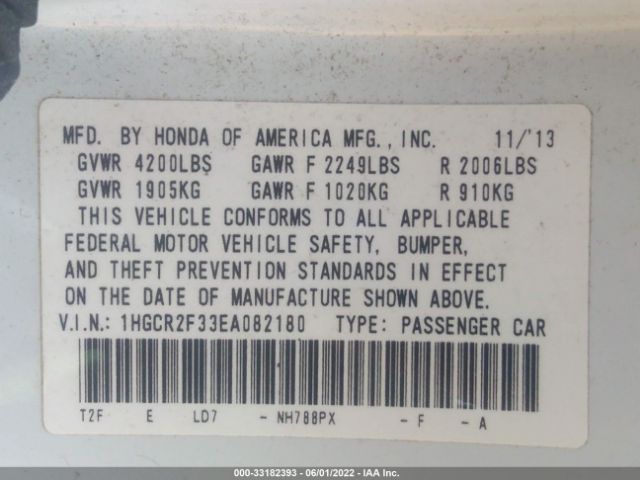 MFD. BY HONDA OF AMERICA MFG., INC. 11/'13
GVWR 4200LBS GAWR F 2249LBS R 2006LBS
GVWR 1905KG GAWR F 1020KG R 910KG
THIS VEHICLE CONFORMS TO ALL APPLICABLE
FEDERAL MOTOR VEHICLE SAFETY, BUMPER,
AND THEFT PREVENTION STANDARDS IN EFFECT
ON THE DATE OF MANUFACTURE SHOWN ABOVE.
V.I.N.: 1HGCR2F33EA082180 TYPE: PASSENGER CAR
T2F E LD7 - NH788PX - F - A
000-33182393 - 06/01/2022 - IAA Inc.